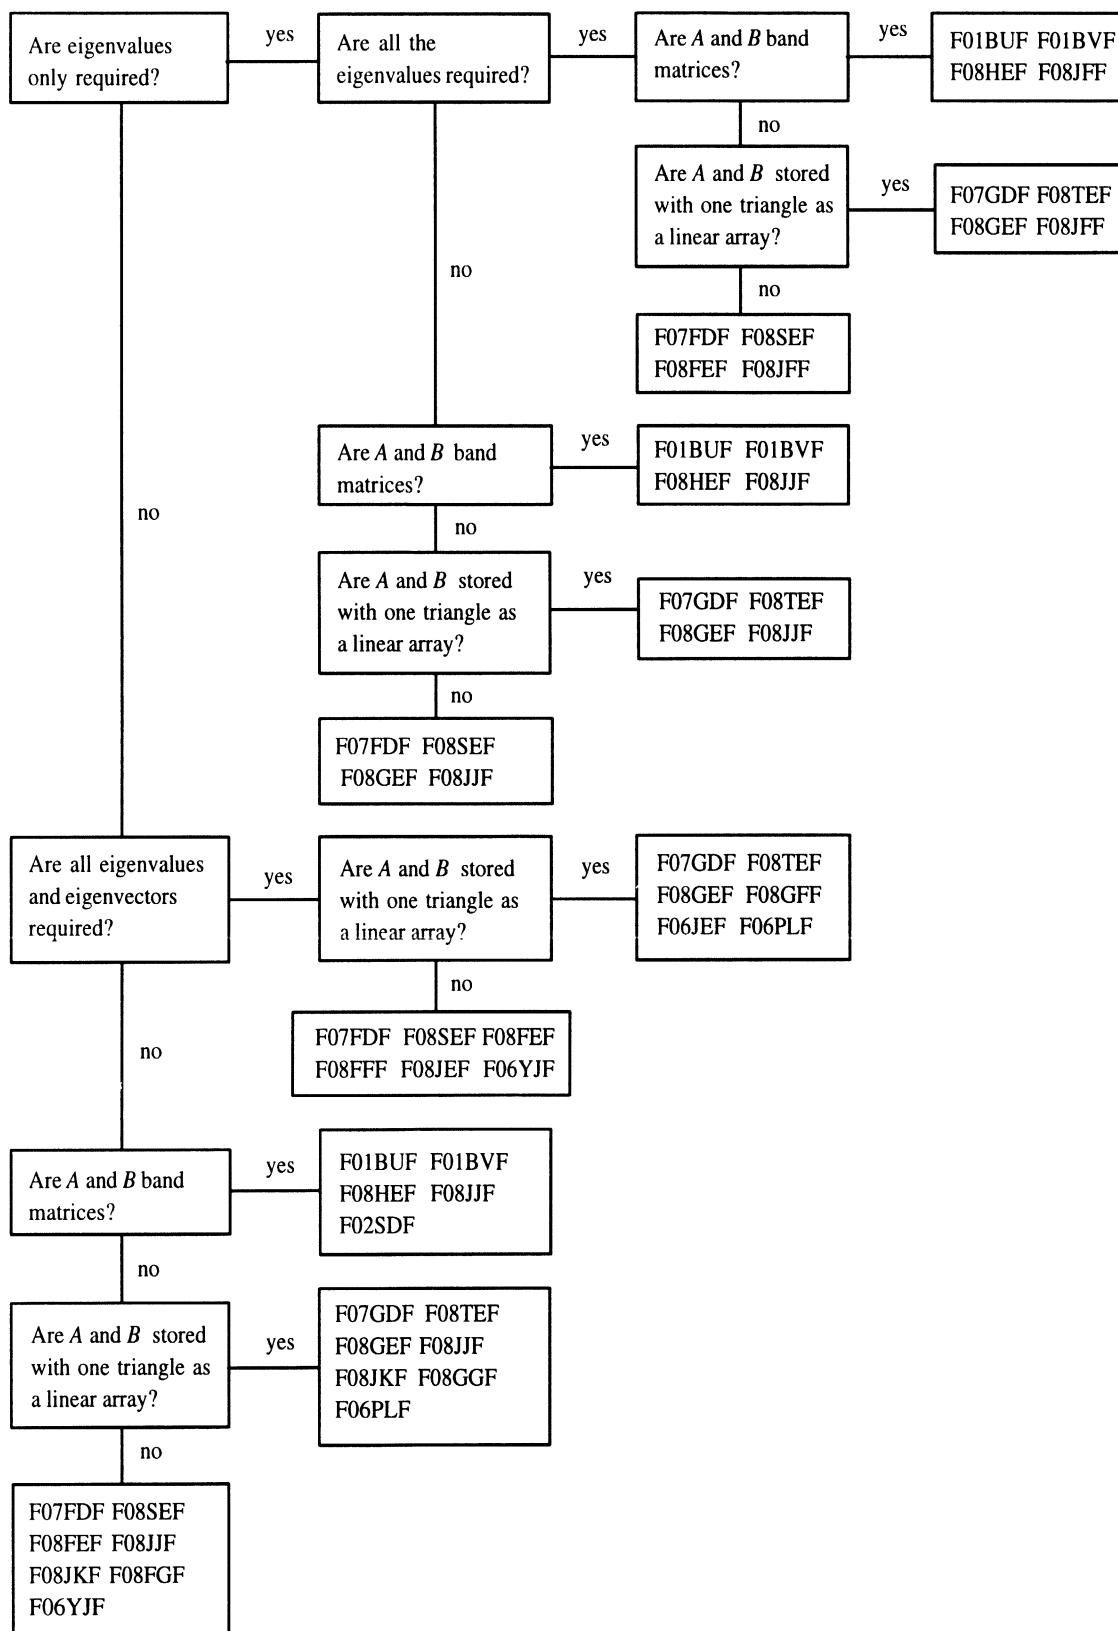 Are eigenvalues
only required?
yes
Are all the
eigenvalues required?
yes
Are A and B band
matrices?
yes
F01BUF F01BVF
F08HEF F08JFF
no
Are A and B stored
with one triangle as
a linear array?
yes
F07GDF F08TEF
F08GEF F08JFF
no
F07FDF F08SEF
F08FEF F08JFF
no
Are A and B band
matrices?
yes
F01BUF F01BVF
F08HEF F08JJF
no
Are A and B stored
with one triangle as
a linear array?
yes
F07GDF F08TEF
F08GEF F08JJF
no
F07FDF F08SEF
F08GEF F08JJF
no
Are all eigenvalues
and eigenvectors
required?
yes
Are A and B stored
with one triangle as
a linear array?
yes
F07GDF F08TEF
F08GEF F08GFF
F06JEF F06PLF
no
F07FDF F08SEF F08FEF
F08FFF F08JEF F06YJF
no
Are A and B band
matrices?
yes
F01BUF F01BVF
F08HEF F08JJF
F02SDF
no
Are A and B stored
with one triangle as
a linear array?
yes
F07GDF F08TEF
F08GEF F08JJF
F08JKF F08GGF
F06PLF
no
F07FDF F08SEF
F08FEF F08JJF
F08JKF F08FGF
F06YJF